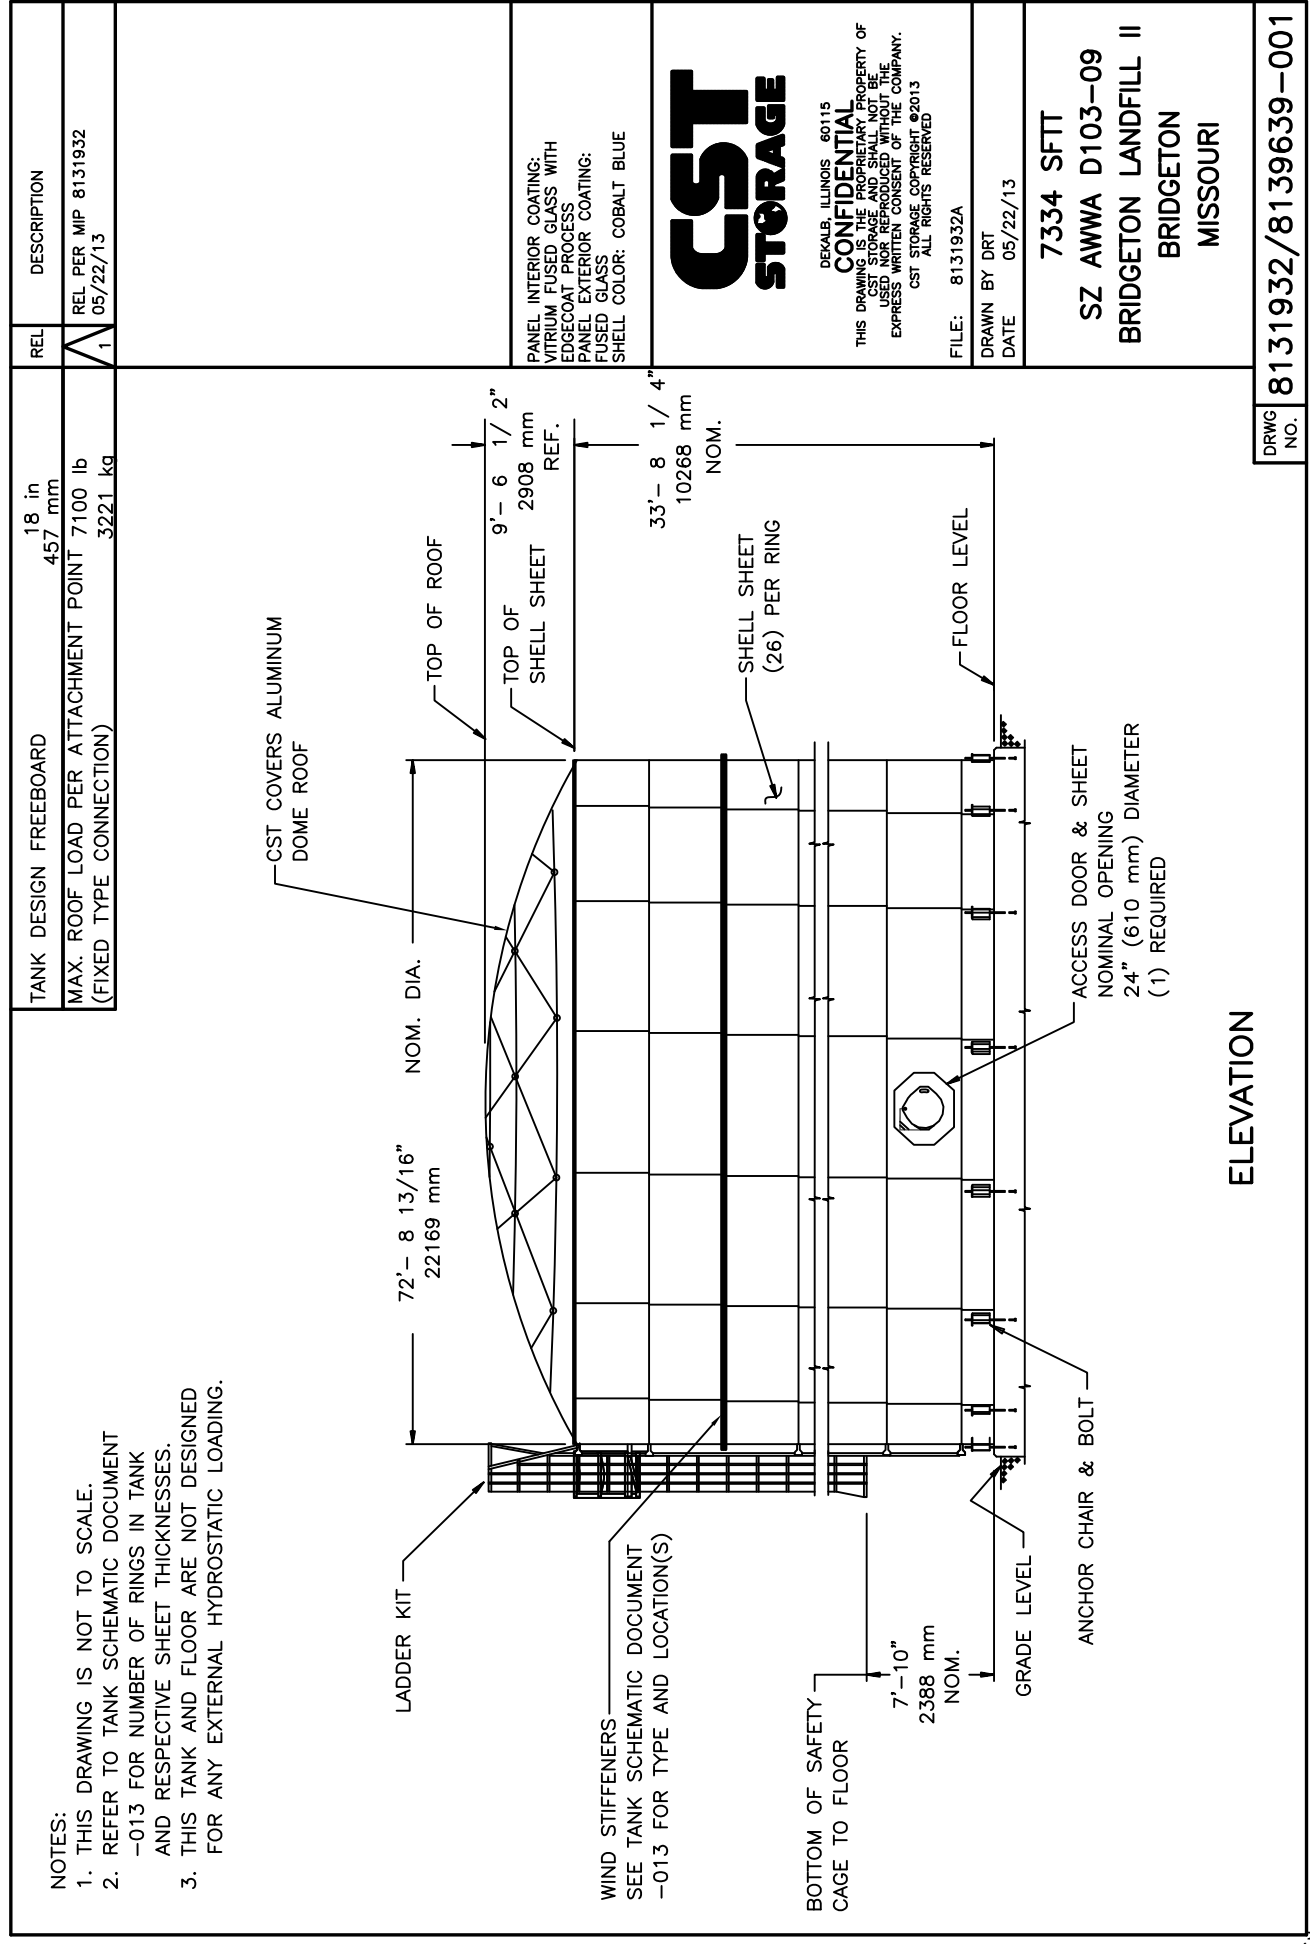 NOTES:
1. THIS DRAWING IS NOT TO SCALE.
2. REFER TO TANK SCHEMATIC DOCUMENT
-013 FOR NUMBER OF RINGS IN TANK
AND RESPECTIVE SHEET THICKNESSES.
3. THIS TANK AND FLOOR ARE NOT DESIGNED
FOR ANY EXTERNAL HYDROSTATIC LOADING.
TANK DESIGN FREEBOARD
18 in
457 mm
MAX. ROOF LOAD PER ATTACHMENT POINT
(FIXED TYPE CONNECTION)
7100 lb
3221 kg
REL
DESCRIPTION
1
REL PER MIP 8131932
05/22/13
CST COVERS ALUMINUM
DOME ROOF
LADDER KIT
72'- 8 13/16"
22169 mm
NOM. DIA.
TOP OF ROOF
TOP OF
SHELL SHEET
9'- 6 1/ 2"
2908 mm
REF.
33'- 8 1/ 4"
10268 mm
NOM.
WIND STIFFENERS
SEE TANK SCHEMATIC DOCUMENT
-013 FOR TYPE AND LOCATION(S)
SHELL SHEET
(26) PER RING
BOTTOM OF SAFETY
CAGE TO FLOOR
7'-10"
2388 mm
NOM.
FLOOR LEVEL
GRADE LEVEL
ANCHOR CHAIR & BOLT
ACCESS DOOR & SHEET
NOMINAL OPENING
24" (610 mm) DIAMETER
(1) REQUIRED
ELEVATION
PANEL INTERIOR COATING:
VITRIUM FUSED GLASS WITH
EDGECOAT PROCESS
PANEL EXTERIOR COATING:
FUSED GLASS
SHELL COLOR: COBALT BLUE
CST
STORAGE
DEKALB, ILLINOIS 60115
CONFIDENTIAL
THIS DRAWING IS THE PROPRIETARY PROPERTY OF
CST STORAGE AND SHALL NOT BE
USED NOR REPRODUCED WITHOUT THE
EXPRESS WRITTEN CONSENT OF THE COMPANY.
CST STORAGE COPYRIGHT ©2013
ALL RIGHTS RESERVED
FILE: 8131932A
DRAWN BY DRT
DATE 05/22/13
7334 SFTT
SZ AWWA D103-09
BRIDGETON LANDFILL II
BRIDGETON
MISSOURI
DRWG
NO.
8131932/8139639-001